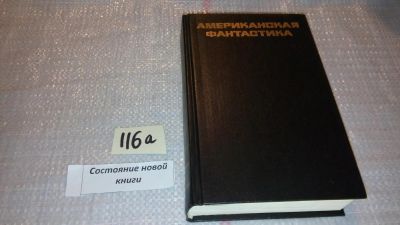 АМЕРИКАНСКАЯ
ФАНТАСТИКА
116а
Состояние новой
книги